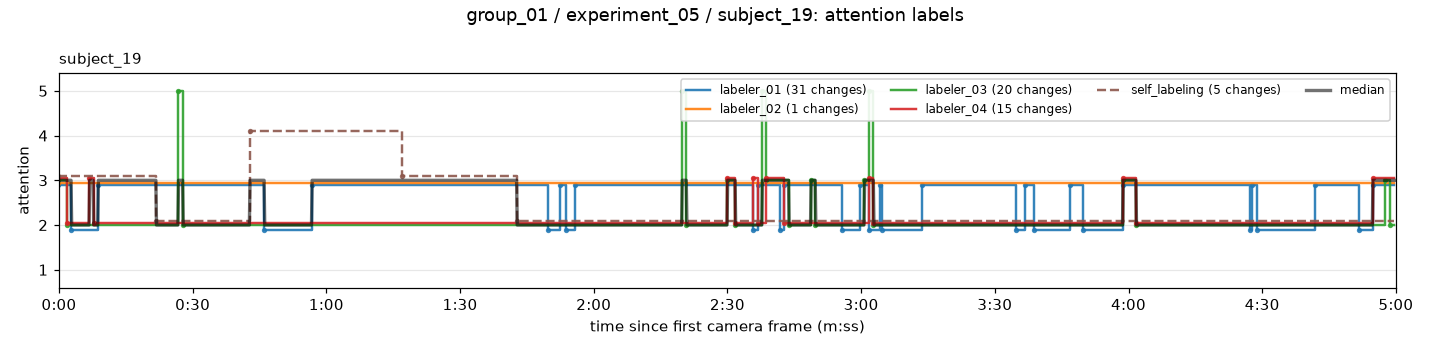 group_01 / experiment_05 / subject_19: attention labels
subject_19
labeler_01 (31 changes)
labeler_02 (1 changes)
labeler_03 (20 changes)
labeler_04 (15 changes)
self_labeling (5 changes)
median
attention
5
4
3
2
1
0:00 0:30 1:00 1:30 2:00 2:30 3:00 3:30 4:00 4:30 5:00
time since first camera frame (m:ss)